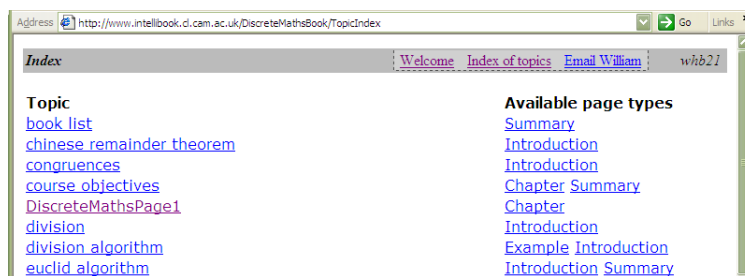 Address http://www.intellibook.cl.cam.ac.uk/DiscreteMathsBook/TopicIndex Go Links
Index Welcome Index of topics Email William whb21
Topic Available page types
book list Summary
chinese remainder theorem Introduction
congruences Introduction
course objectives Chapter Summary
DiscreteMathsPage1 Chapter
division Introduction
division algorithm Example Introduction
euclid algorithm Introduction Summary